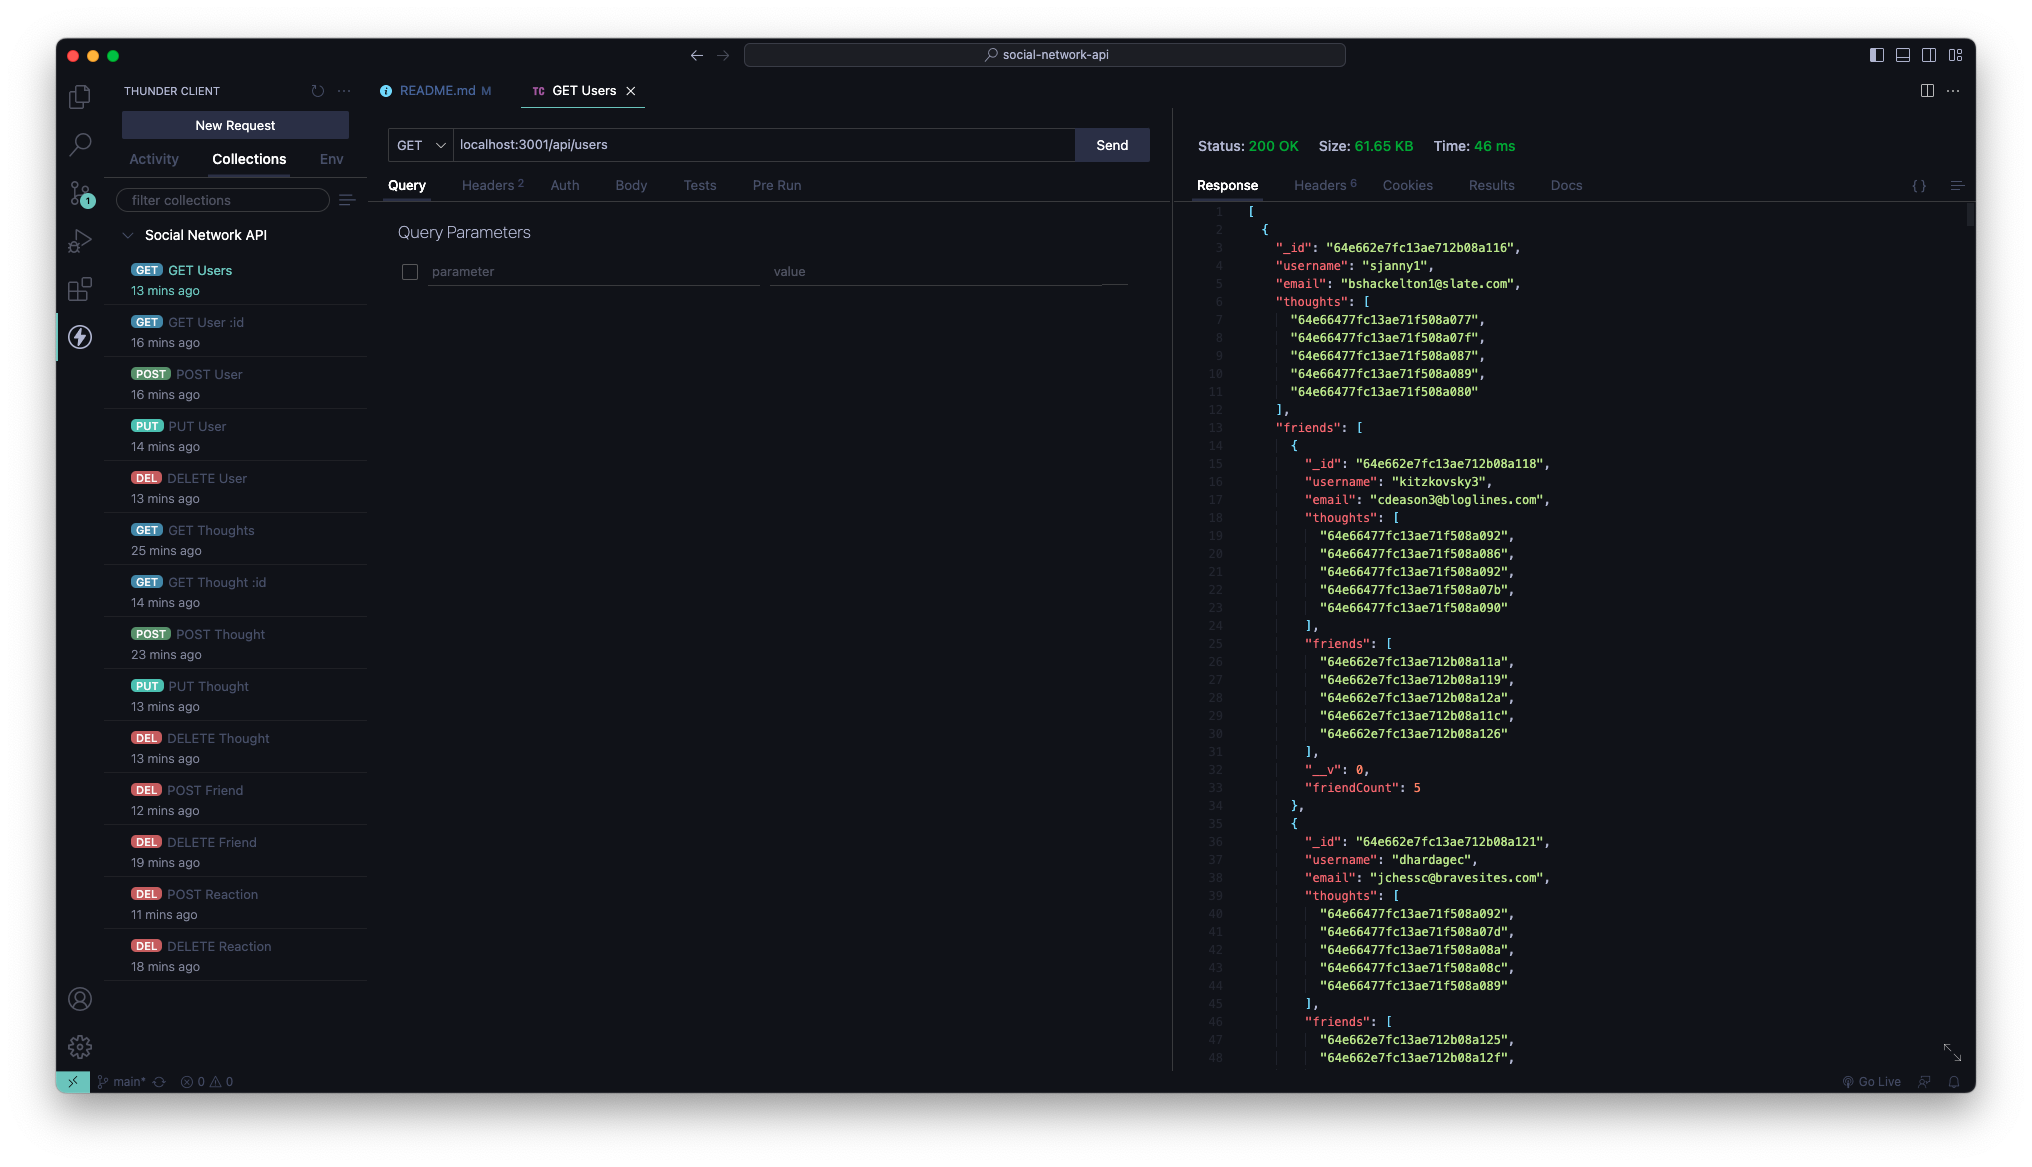 social-network-api
THUNDER CLIENT
New Request
Activity Collections Env
filter collections
Social Network API
GET GET Users
13 mins ago
GET GET User :id
16 mins ago
POST POST User
16 mins ago
PUT PUT User
14 mins ago
DEL DELETE User
13 mins ago
GET GET Thoughts
25 mins ago
GET GET Thought :id
14 mins ago
POST POST Thought
23 mins ago
PUT PUT Thought
13 mins ago
DEL DELETE Thought
13 mins ago
DEL POST Friend
12 mins ago
DEL DELETE Friend
19 mins ago
DEL POST Reaction
11 mins ago
DEL DELETE Reaction
18 mins ago
1
README.md M
TC GET Users
GET localhost:3001/api/users Send
Query Headers 2 Auth Body Tests Pre Run
Query Parameters
parameter value
Status: 200 OK Size: 61.65 KB Time: 46 ms
Response Headers 6 Cookies Results Docs
{ }
1 [
2 {
3 "_id": "64e662e7fc13ae712b08a116",
4 "username": "sjanny1",
5 "email": "bshackelton1@slate.com",
6 "thoughts": [
7 "64e66477fc13ae71f508a077",
8 "64e66477fc13ae71f508a07f",
9 "64e66477fc13ae71f508a087",
10 "64e66477fc13ae71f508a089",
11 "64e66477fc13ae71f508a080"
12 ],
13 "friends": [
14 {
15 "_id": "64e662e7fc13ae712b08a118",
16 "username": "kitzkovsky3",
17 "email": "cdeason3@bloglines.com",
18 "thoughts": [
19 "64e66477fc13ae71f508a092",
20 "64e66477fc13ae71f508a086",
21 "64e66477fc13ae71f508a092",
22 "64e66477fc13ae71f508a07b",
23 "64e66477fc13ae71f508a090"
24 ],
25 "friends": [
26 "64e662e7fc13ae712b08a11a",
27 "64e662e7fc13ae712b08a119",
28 "64e662e7fc13ae712b08a12a",
29 "64e662e7fc13ae712b08a11c",
30 "64e662e7fc13ae712b08a126"
31 ],
32 "__v": 0,
33 "friendCount": 5
34 },
35 {
36 "_id": "64e662e7fc13ae712b08a121",
37 "username": "dhardagec",
38 "email": "jchessc@bravesites.com",
39 "thoughts": [
40 "64e66477fc13ae71f508a092",
41 "64e66477fc13ae71f508a07d",
42 "64e66477fc13ae71f508a08a",
43 "64e66477fc13ae71f508a08c",
44 "64e66477fc13ae71f508a089"
45 ],
46 "friends": [
47 "64e662e7fc13ae712b08a125",
48 "64e662e7fc13ae712b08a12f",
main* 0 0
Go Live